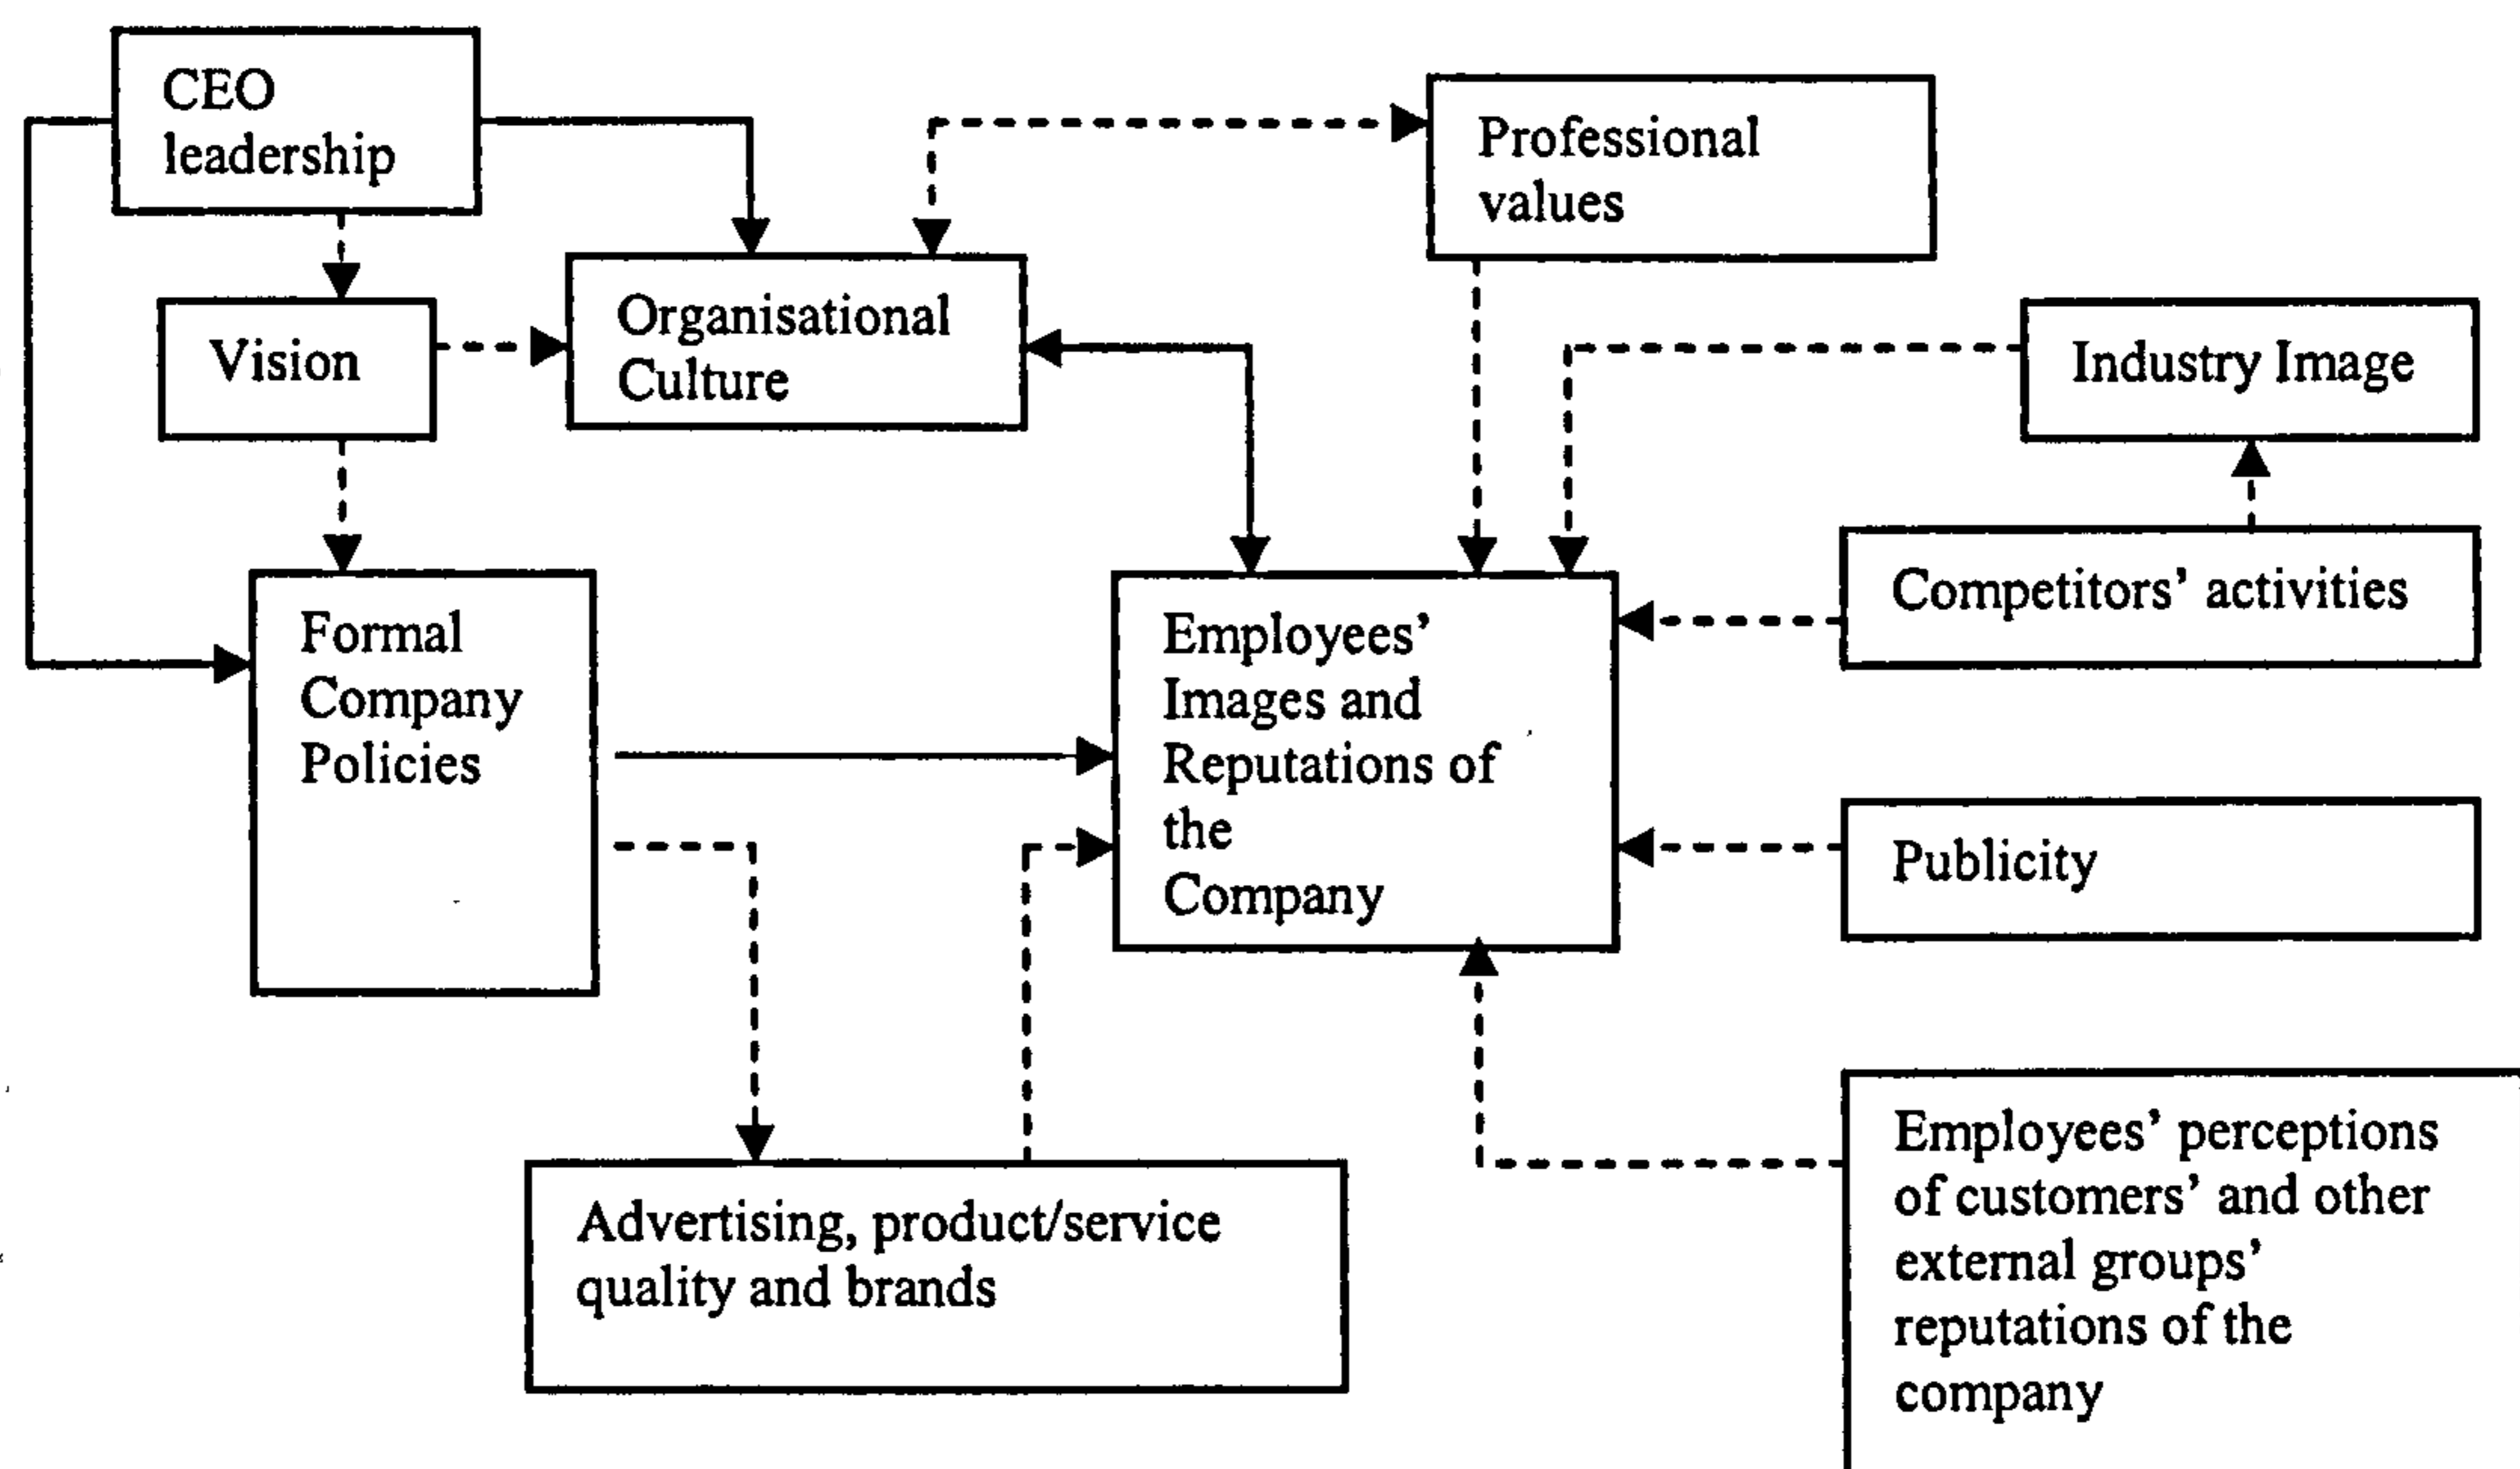 CEO
leadership
Professional
values
Organisational
Culture
Vision
Industry Image
Formal
Company
Policies
Employees’
Images and
Reputations of
the
Company
Competitors’ activities
Publicity
Advertising, product/service
quality and brands
Employees’ perceptions
of customers’ and other
external groups’
reputations of the
company